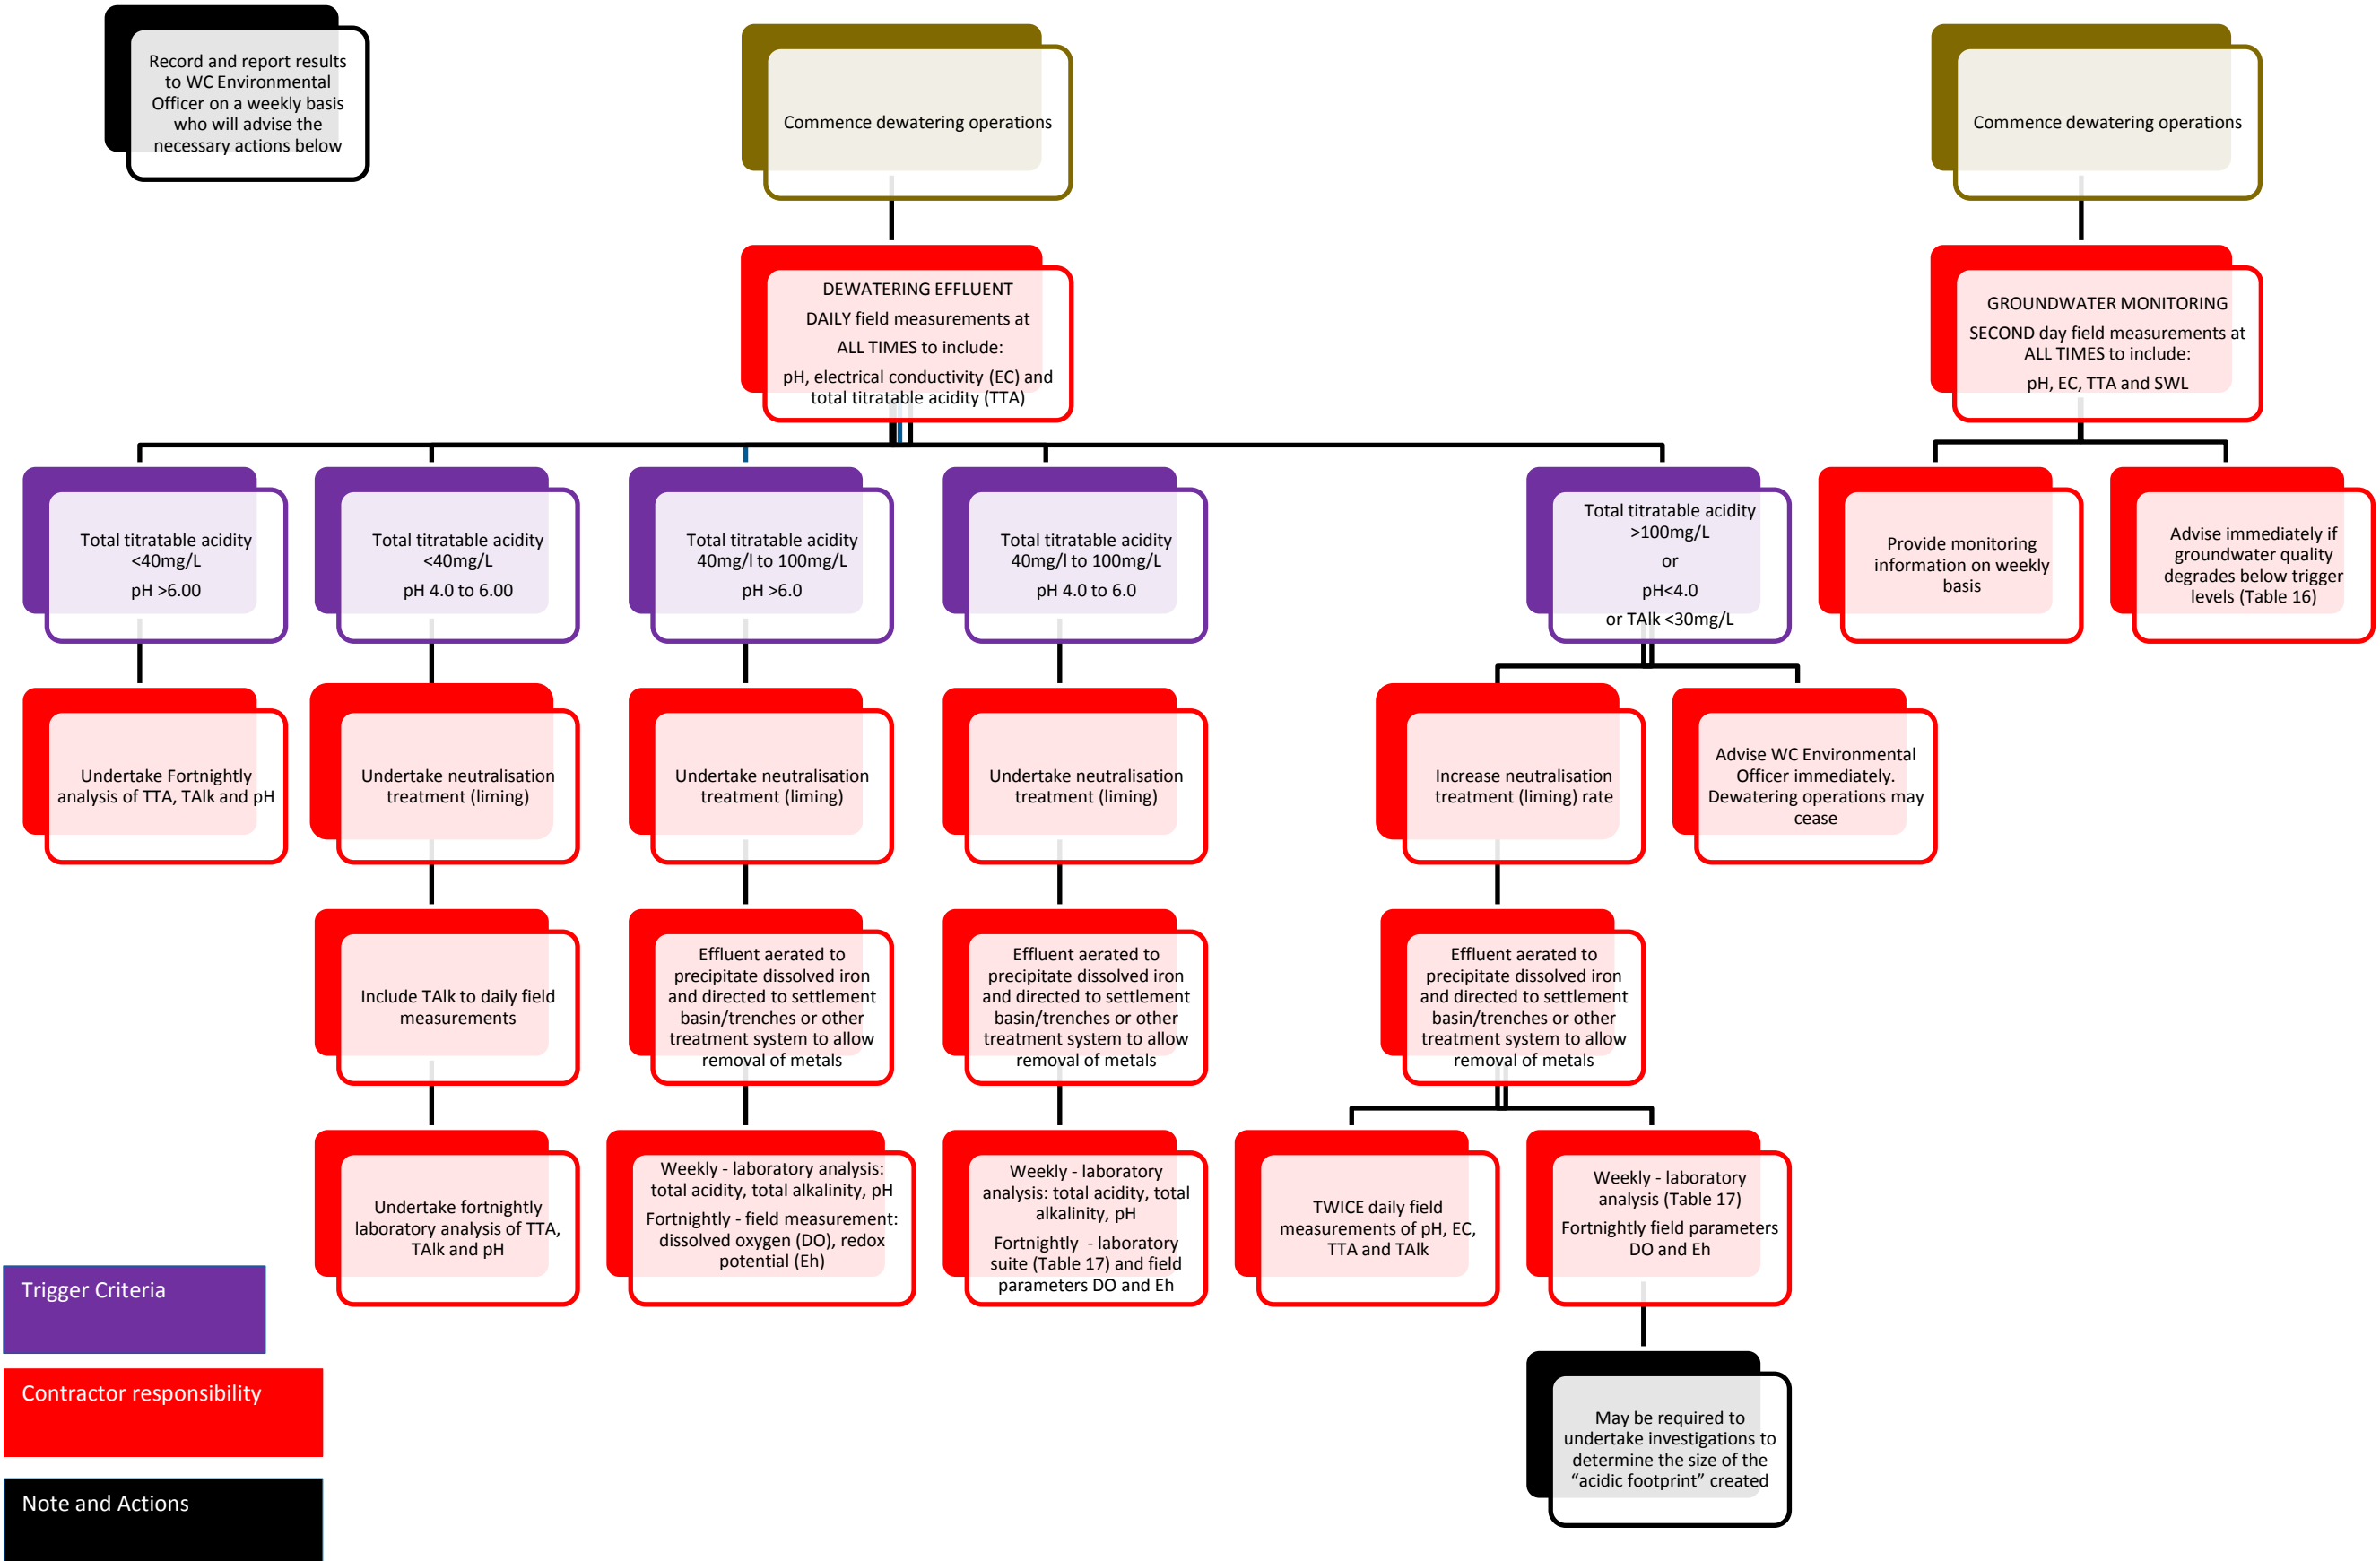 Record and report results
to WC Environmental
Officer on a weekly basis
who will advise the
necessary actions below
Commence dewatering operations
Commence dewatering operations
DEWATERING EFFLUENT
DAILY field measurements at
ALL TIMES to include:
pH, electrical conductivity (EC) and
total titratable acidity (TTA)
GROUNDWATER MONITORING
SECOND day field measurements at
ALL TIMES to include:
pH, EC, TTA and SWL
Total titratable acidity
<40mg/L
pH >6.00
Total titratable acidity
<40mg/L
pH 4.0 to 6.00
Total titratable acidity
40mg/l to 100mg/L
pH >6.0
Total titratable acidity
40mg/l to 100mg/L
pH 4.0 to 6.0
Total titratable acidity
>100mg/L
or
pH<4.0
or TAlk <30mg/L
Provide monitoring
information on weekly
basis
Advise immediately if
groundwater quality
degrades below trigger
levels (Table 16)
Undertake Fortnightly
analysis of TTA, TAlk and pH
Undertake neutralisation
treatment (liming)
Undertake neutralisation
treatment (liming)
Undertake neutralisation
treatment (liming)
Increase neutralisation
treatment (liming) rate
Advise WC Environmental
Officer immediately.
Dewatering operations may
cease
Include TAlk to daily field
measurements
Effluent aerated to
precipitate dissolved iron
and directed to settlement
basin/trenches or other
treatment system to allow
removal of metals
Effluent aerated to
precipitate dissolved iron
and directed to settlement
basin/trenches or other
treatment system to allow
removal of metals
Effluent aerated to
precipitate dissolved iron
and directed to settlement
basin/trenches or other
treatment system to allow
removal of metals
Undertake fortnightly
laboratory analysis of TTA,
TAlk and pH
Weekly - laboratory analysis:
total acidity, total alkalinity, pH
Fortnightly - field measurement:
dissolved oxygen (DO), redox
potential (Eh)
Weekly - laboratory
analysis: total acidity, total
alkalinity, pH
Fortnightly - laboratory
suite (Table 17) and field
parameters DO and Eh
TWICE daily field
measurements of pH, EC,
TTA and TAlk
Weekly - laboratory
analysis (Table 17)
Fortnightly field parameters
DO and Eh
May be required to
undertake investigations to
determine the size of the
“acidic footprint” created
Trigger Criteria
Contractor responsibility
Note and Actions